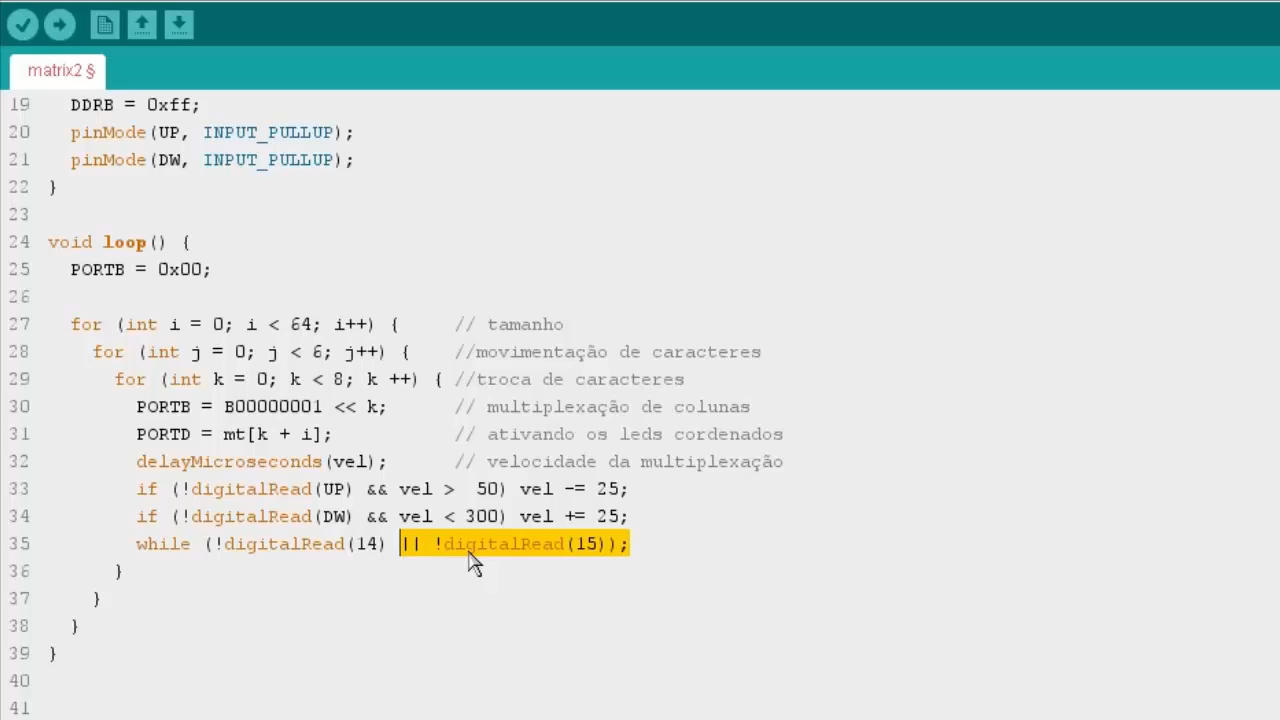 matrix2 §
19 DDRB = 0xff;
20 pinMode(UP, INPUT_PULLUP);
21 pinMode(DW, INPUT_PULLUP);
22 }
23
24 void loop() {
25 PORTB = 0x00;
26
27 for (int i = 0; i < 64; i++) { // tamanho
28 for (int j = 0; j < 6; j++) { //movimentação de caracteres
29 for (int k = 0; k < 8; k ++) { //troca de caracteres
30 PORTB = B00000001 << k; // multiplexação de colunas
31 PORTD = mt[k + i]; // ativando os leds cordenados
32 delayMicroseconds(vel); // velocidade da multiplexação
33 if (!digitalRead(UP) && vel > 50) vel -= 25;
34 if (!digitalRead(DW) && vel < 300) vel += 25;
35 while (!digitalRead(14) || !digitalRead(15));
36 }
37 }
38 }
39 }
40
41